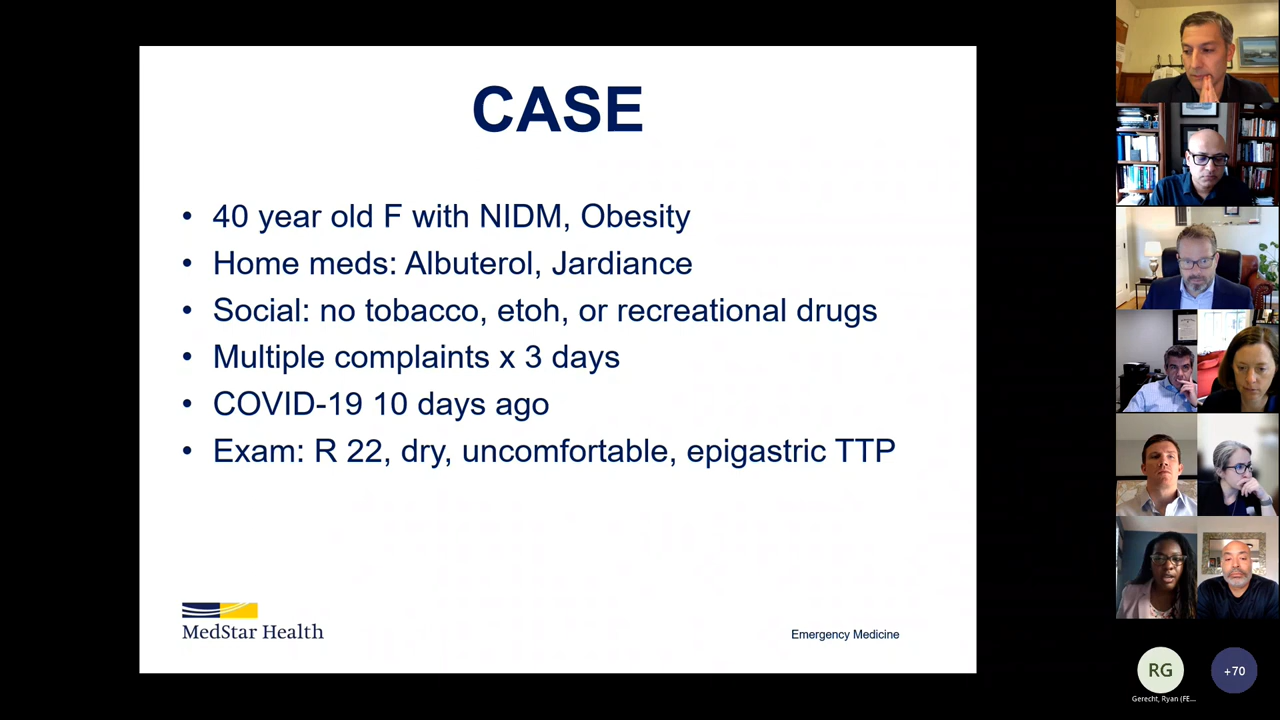 CASE
• 40 year old F with NIDM, Obesity
• Home meds: Albuterol, Jardiance
• Social: no tobacco, etoh, or recreational drugs
• Multiple complaints x 3 days
• COVID-19 10 days ago
• Exam: R 22, dry, uncomfortable, epigastric TTP
MedStar Health
Emergency Medicine
RG
+70
Gerecht, Ryan (FE...